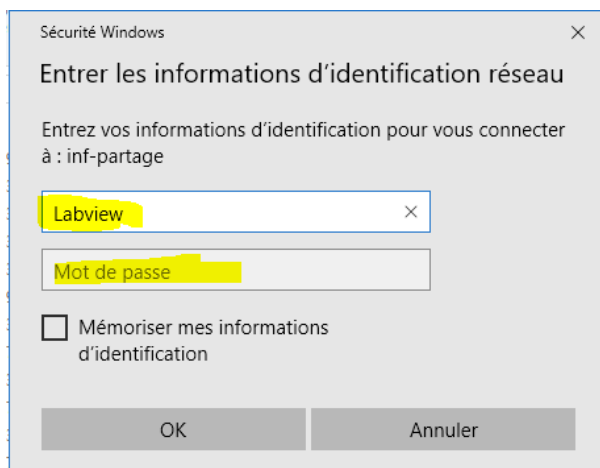 Sécurité Windows
Entrer les informations d’identification réseau
Entrez vos informations d’identification pour vous connecter
à : inf-partage
Labview
Mot de passe
Mémoriser mes informations
d’identification
OK Annuler